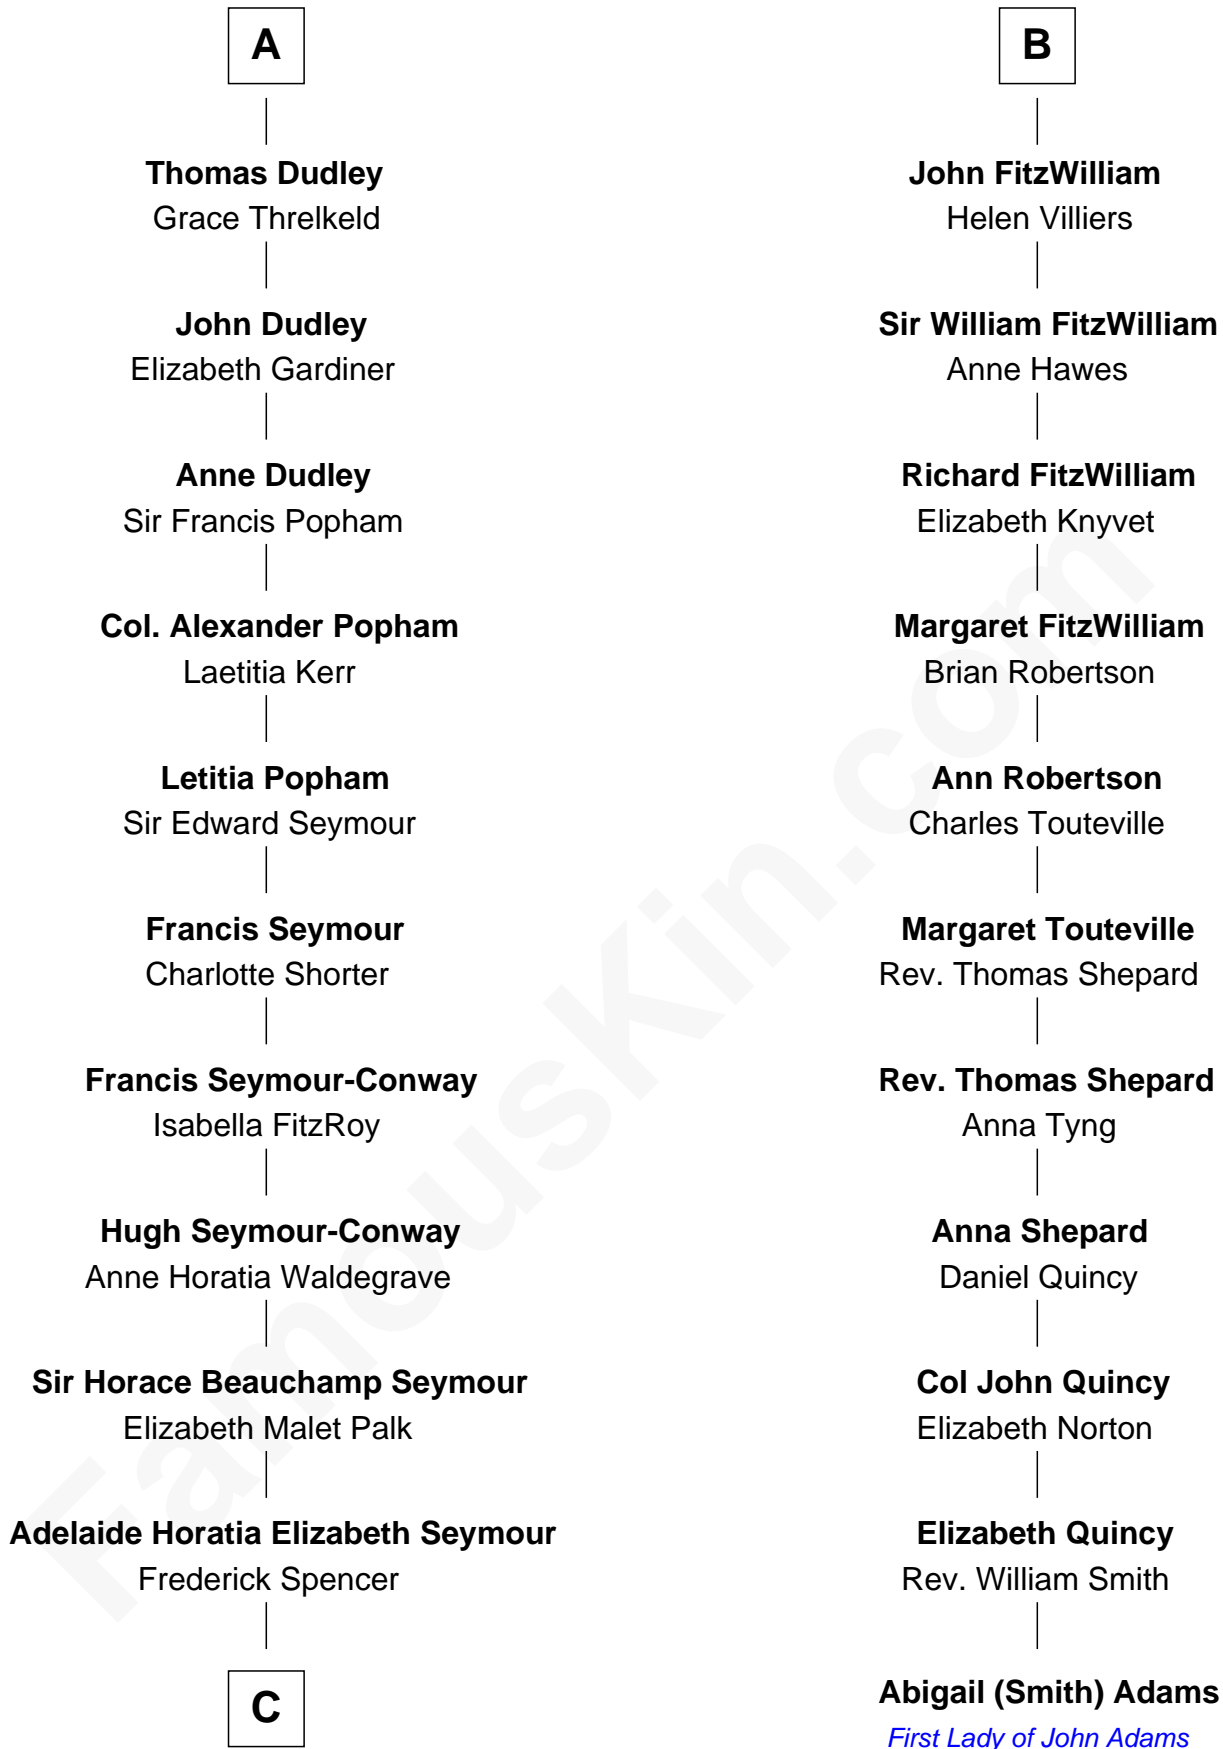 A
Thomas Dudley
Grace Threlkeld
John Dudley
Elizabeth Gardiner
Anne Dudley
Sir Francis Popham
Col. Alexander Popham
Laetitia Kerr
Letitia Popham
Sir Edward Seymour
Francis Seymour
Charlotte Shorter
Francis Seymour-Conway
Isabella FitzRoy
Hugh Seymour-Conway
Anne Horatia Waldegrave
Sir Horace Beauchamp Seymour
Elizabeth Malet Palk
Adelaide Horatia Elizabeth Seymour
Frederick Spencer
C
B
John FitzWilliam
Helen Villiers
Sir William FitzWilliam
Anne Hawes
Richard FitzWilliam
Elizabeth Knyvet
Margaret FitzWilliam
Brian Robertson
Ann Robertson
Charles Touteville
Margaret Touteville
Rev. Thomas Shepard
Rev. Thomas Shepard
Anna Tyng
Anna Shepard
Daniel Quincy
Col John Quincy
Elizabeth Norton
Elizabeth Quincy
Rev. William Smith
Abigail (Smith) Adams
First Lady of John Adams
FamousKin.com